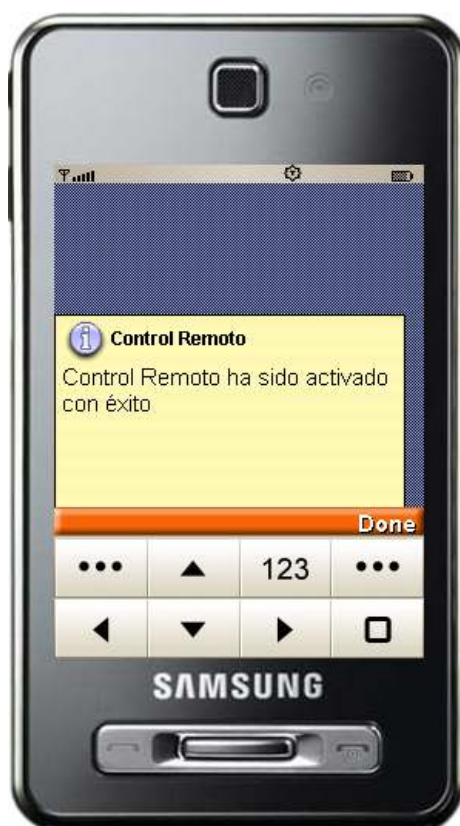 Control Remoto
Control Remoto ha sido activado
con éxito
Done
123
SAMSUNG